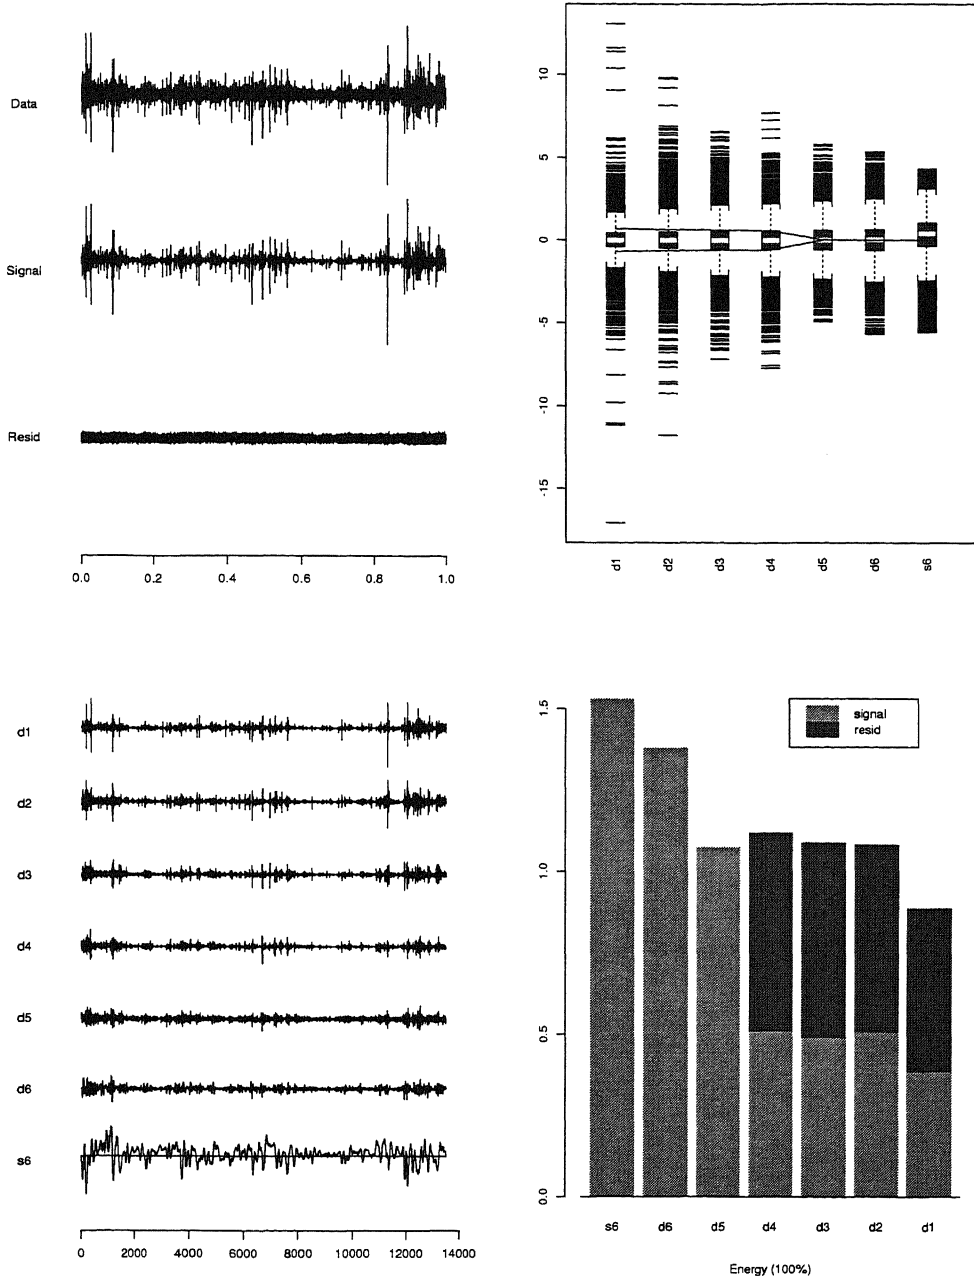 Data
Signal
Resid
0.0 0.2 0.4 0.6 0.8 1.0
10
5
0
-5
-10
-15
d1 d2 d3 d4 d5 d6 s6
d1
d2
d3
d4
d5
d6
s6
0 2000 4000 6000 8000 10000 12000 14000
1.5
1.0
0.5
0.0
signal
resid
s6 d6 d5 d4 d3 d2 d1
Energy (100%)